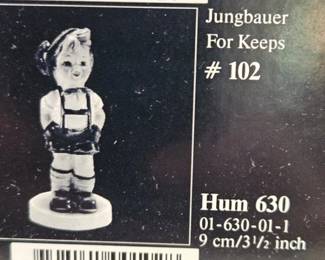 Jungbauer
For Keeps
# 102
Hum 630
01-630-01-1
9 cm/3 1/2 inch